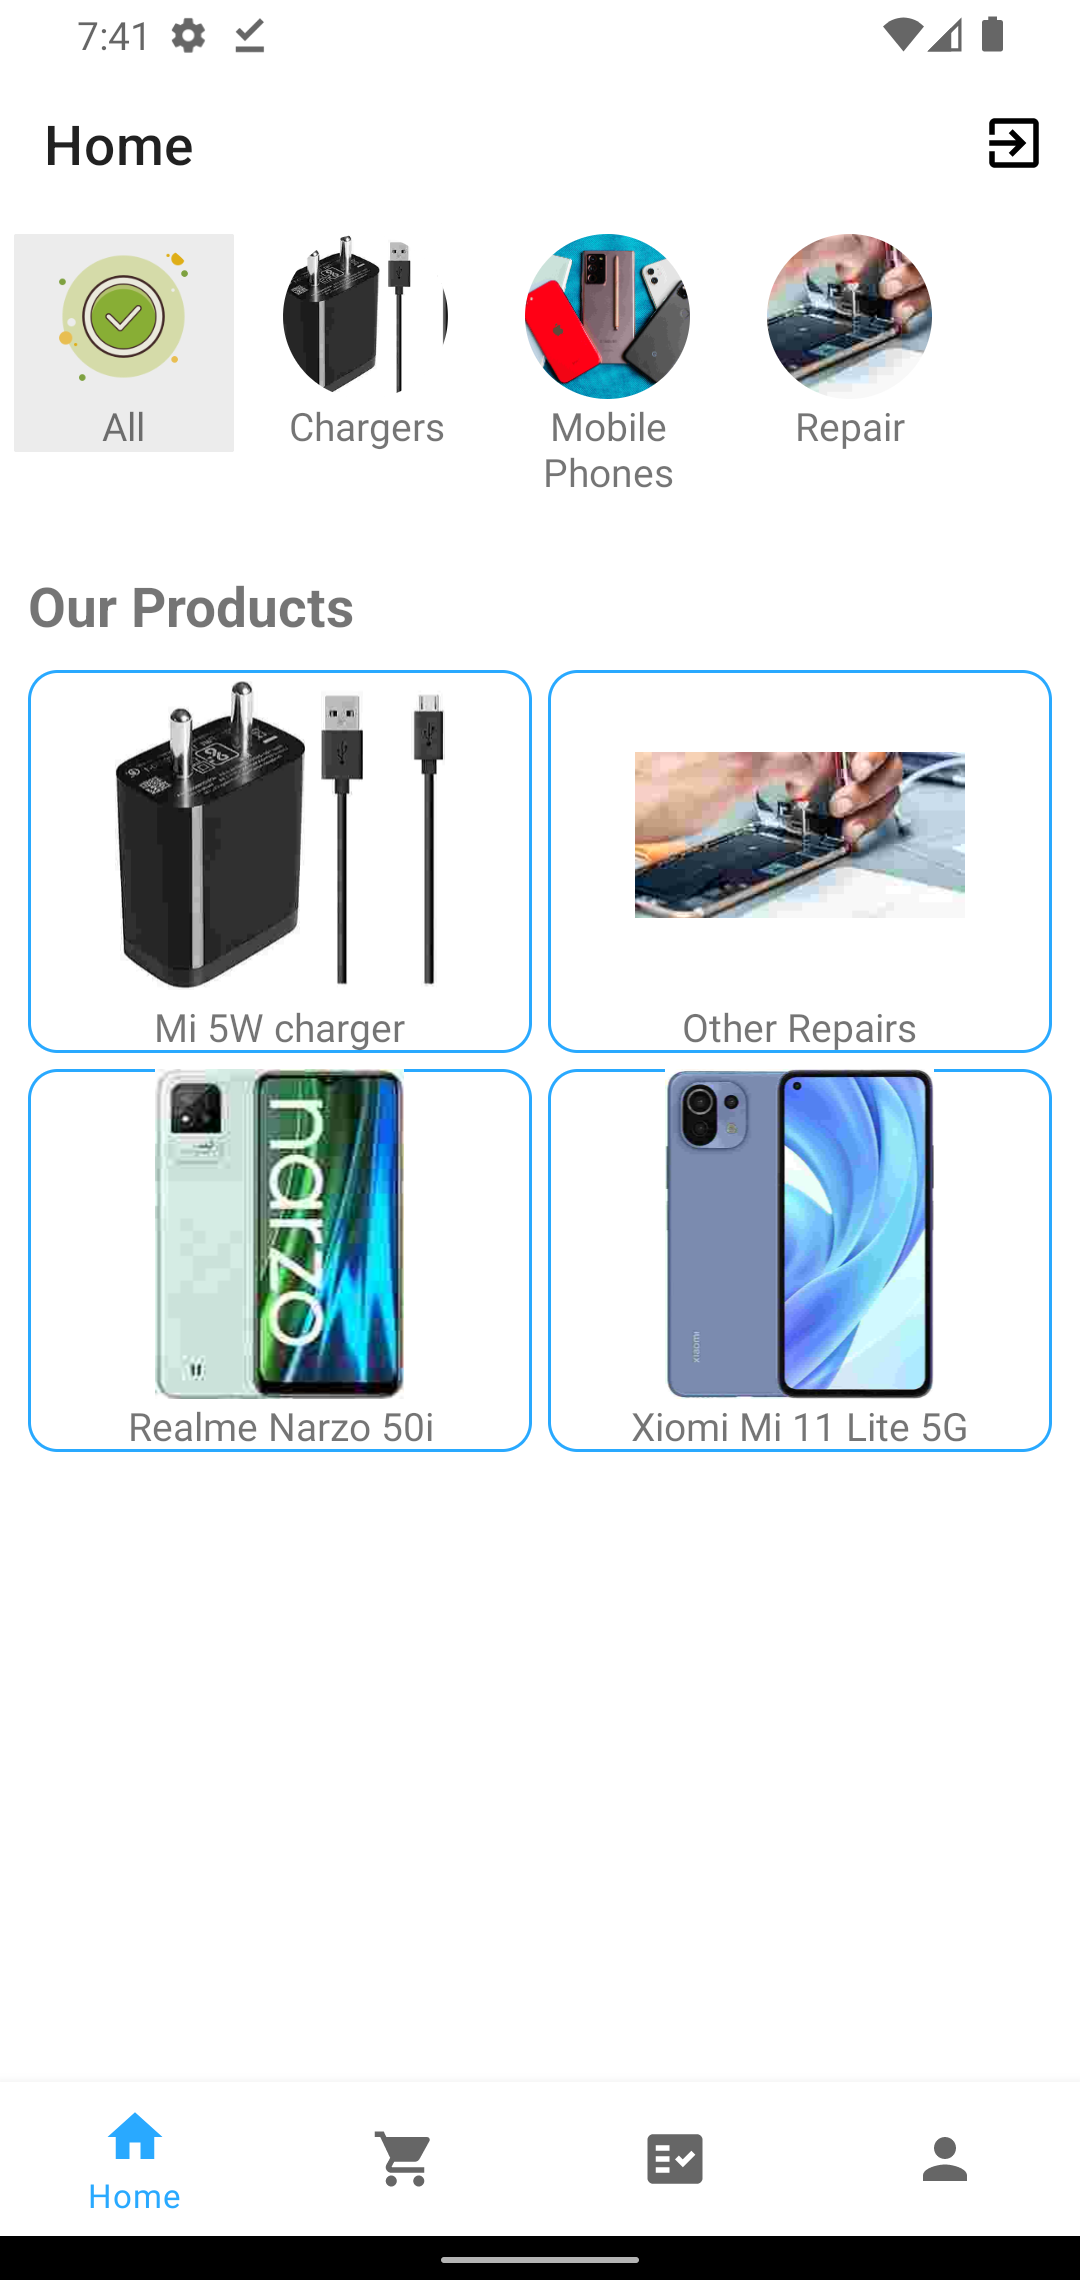 7:41
Home
All
Chargers
Mobile
Phones
Repair
Our Products
Mi 5W charger
Other Repairs
narzo
xiaomi
Realme Narzo 50i
Xiomi Mi 11 Lite 5G
Home